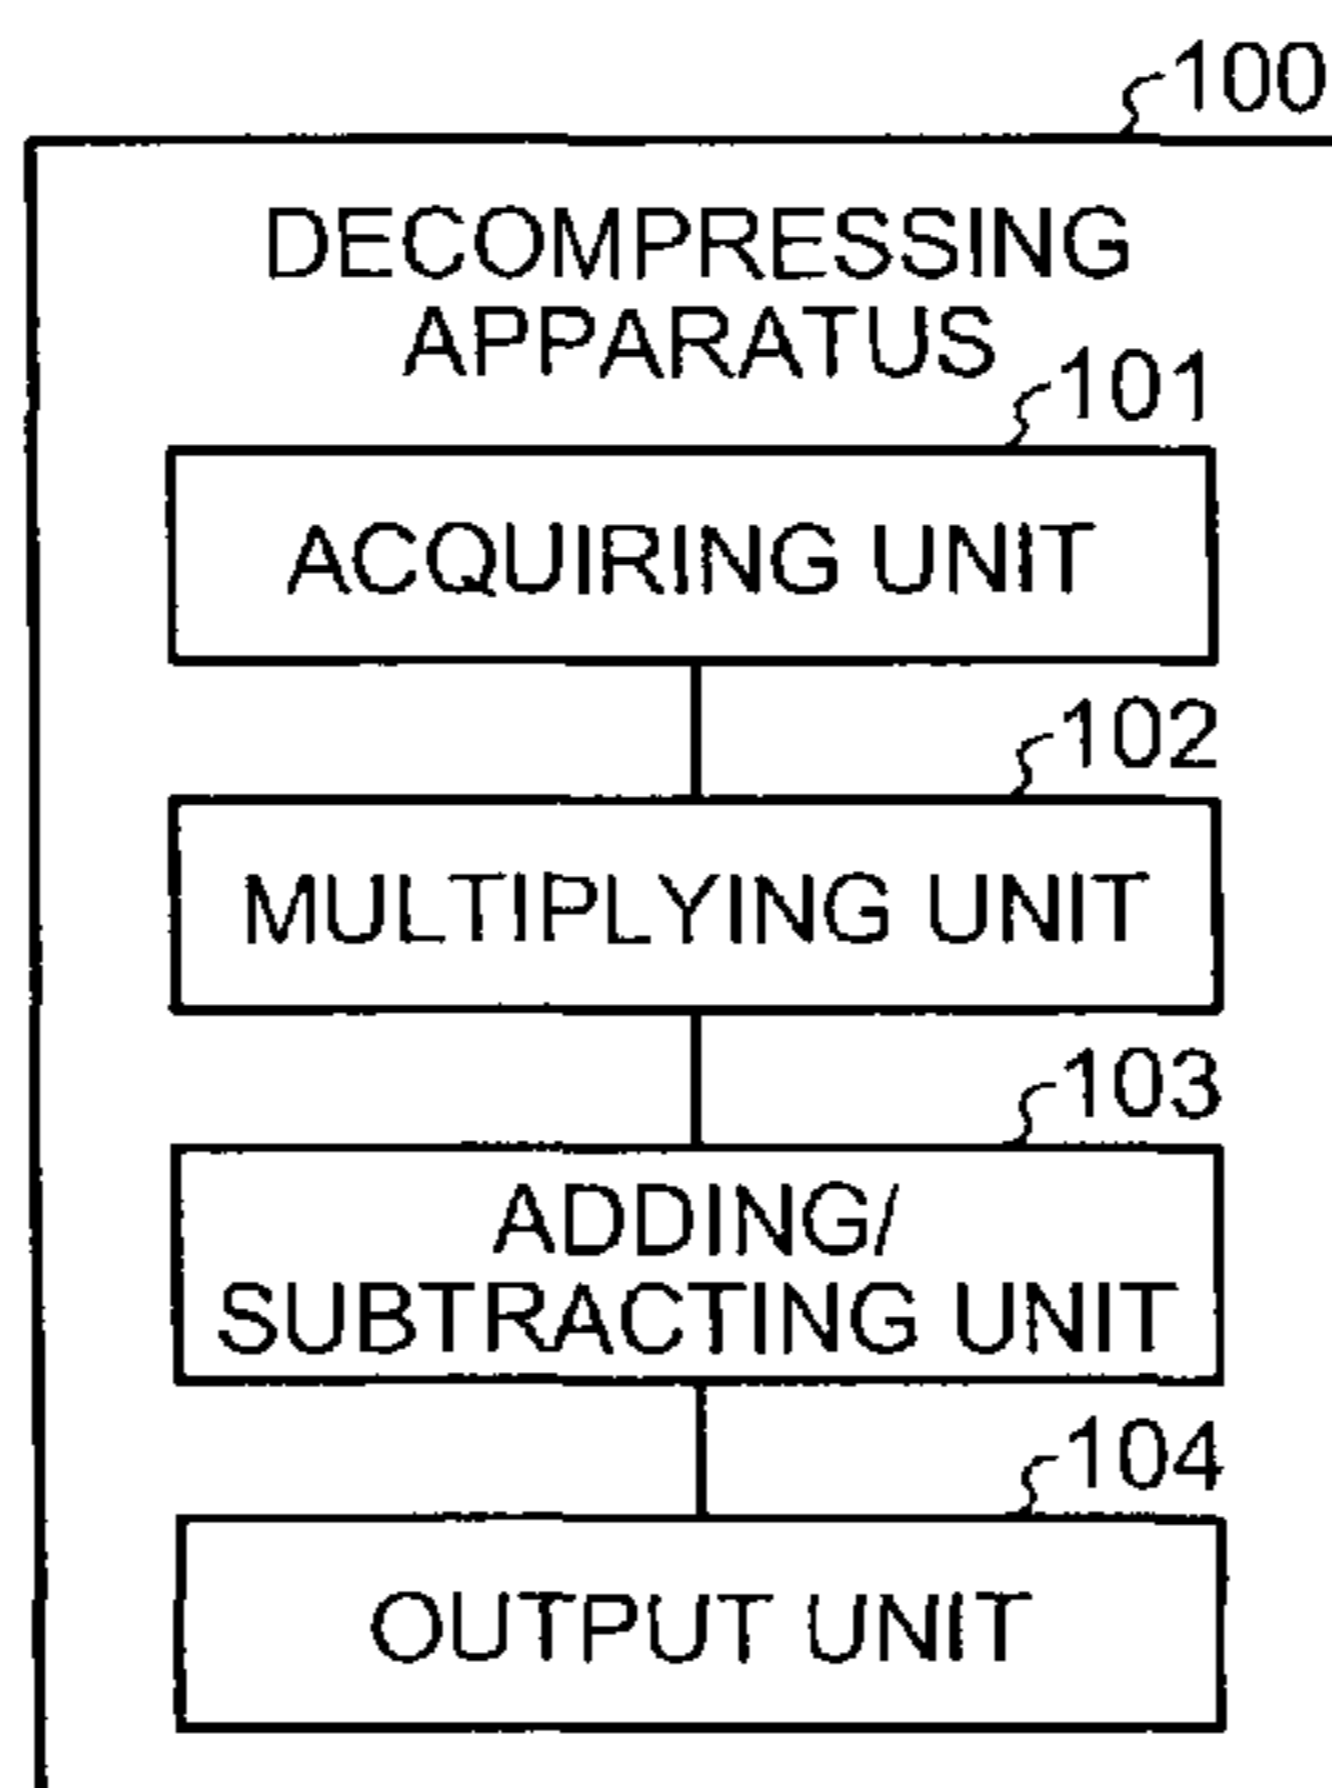 100
DECOMPRESSING
APPARATUS
101
ACQUIRING UNIT
102
MULTIPLYING UNIT
103
ADDING/
SUBTRACTING UNIT
104
OUTPUT UNIT